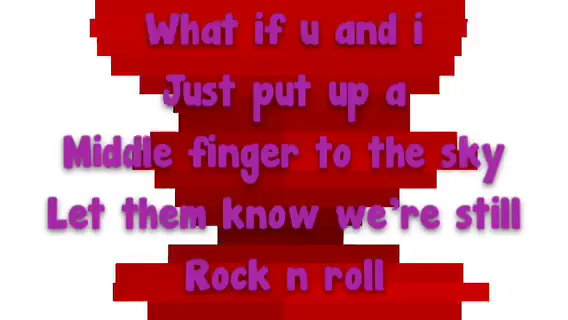 What if u and i
Just put up a
Middle finger to the sky
Let them know we're still
Rock n roll